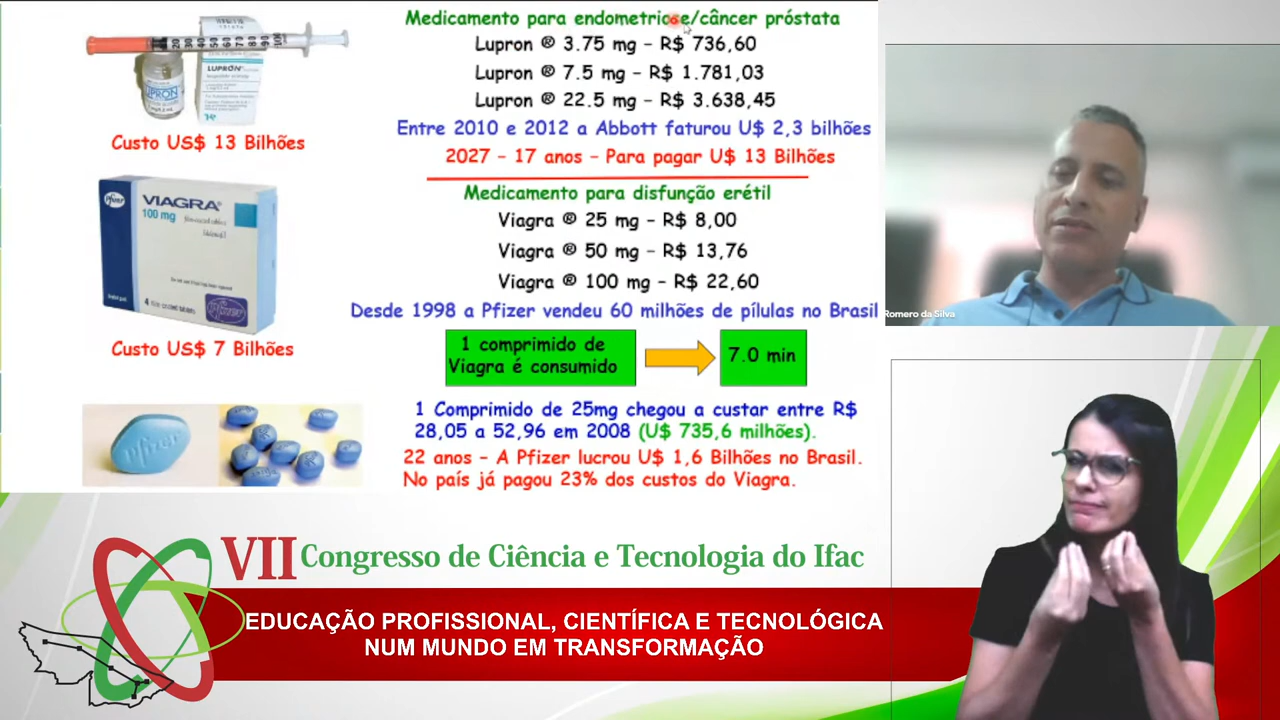 Medicamento para endometriose/câncer próstata
Lupron ® 3.75 mg – R$ 736,60
Lupron ® 7.5 mg – R$ 1.781,03
Lupron ® 22.5 mg – R$ 3.638,45
Entre 2010 e 2012 a Abbott faturou U$ 2,3 bilhões
2027 – 17 anos – Para pagar U$ 13 Bilhões
LUPRON
LUPRON
Custo US$ 13 Bilhões
Medicamento para disfunção erétil
Viagra ® 25 mg – R$ 8,00
Viagra ® 50 mg – R$ 13,76
Viagra ® 100 mg – R$ 22,60
Desde 1998 a Pfizer vendeu 60 milhões de pílulas no Brasil
Pfizer
VIAGRA
100 mg
Custo US$ 7 Bilhões
1 comprimido de
Viagra é consumido
7.0 min
1 Comprimido de 25mg chegou a custar entre R$
28,05 a 52,96 em 2008 (U$ 735,6 milhões).
22 anos – A Pfizer lucrou U$ 1,6 Bilhões no Brasil.
No país já pagou 23% dos custos do Viagra.
Pfizer
Romero da Silva
VII Congresso de Ciência e Tecnologia do Ifac
EDUCAÇÃO PROFISSIONAL, CIENTÍFICA E TECNOLÓGICA
NUM MUNDO EM TRANSFORMAÇÃO